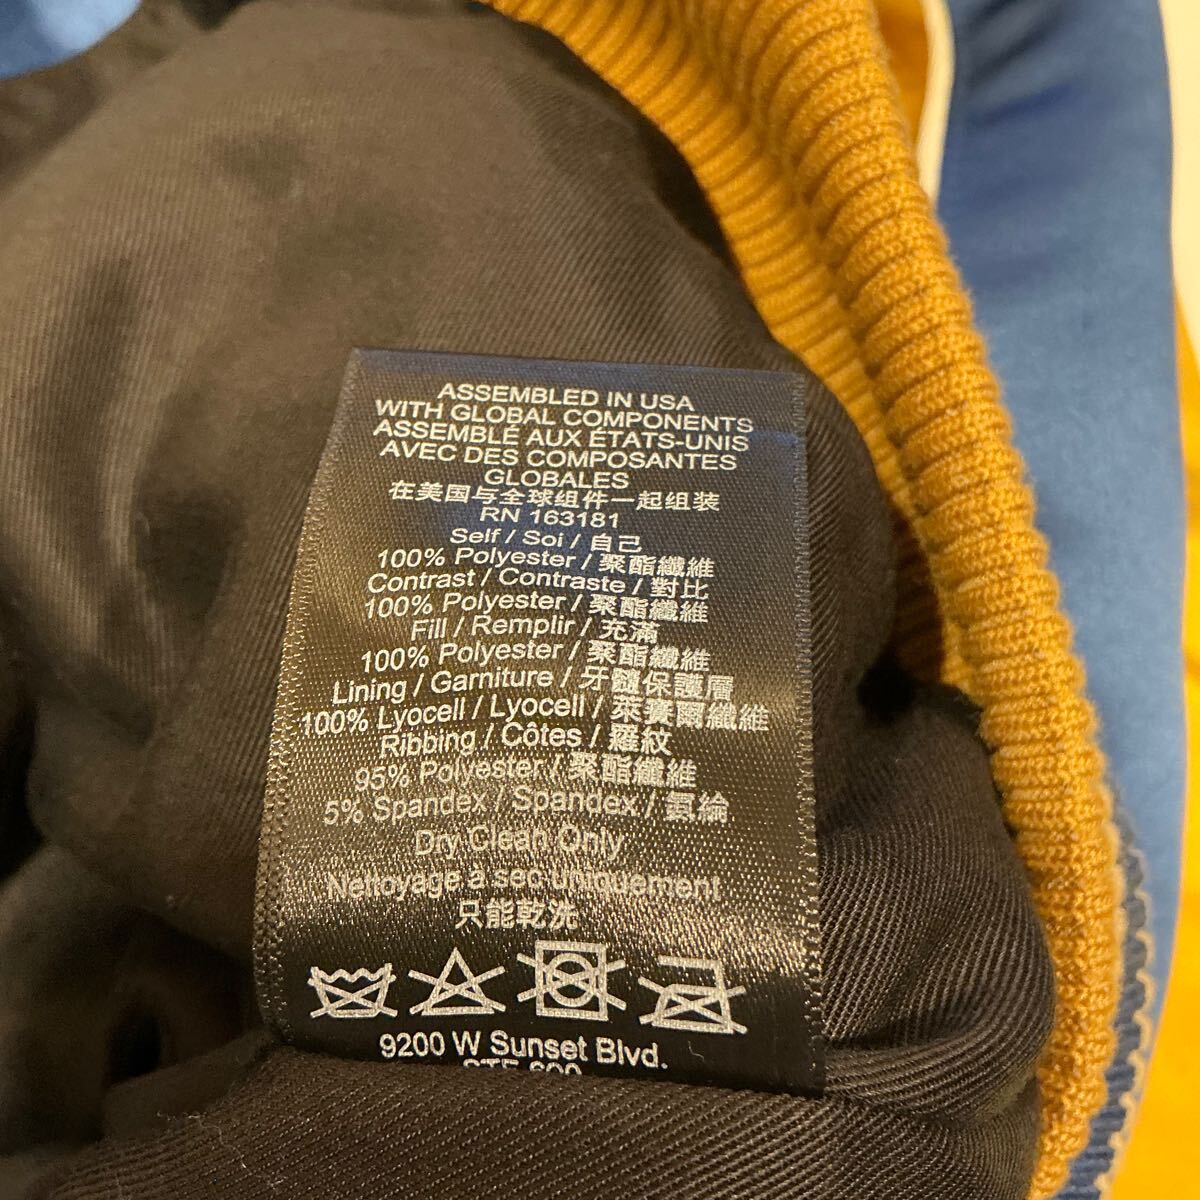 ASSEMBLED IN USA
WITH GLOBAL COMPONENTS
ASSEMBLÉ AUX ÉTATS-UNIS
AVEC DES COMPOSANTES
GLOBALES
在美国与全球组件一起组装
RN 163181
Self / Soi / 自己
100% Polyester / 聚酯纖維
Contrast / Contraste / 對比
100% Polyester / 聚酯纖維
Fill / Remplir / 充滿
100% Polyester / 聚酯纖維
Lining / Garniture / 牙髓保護層
100% Lyocell / Lyocell / 萊賽爾纖維
Ribbing / Côtes / 羅紋
95% Polyester / 聚酯纖維
5% Spandex / Spandex / 氨綸
Dry Clean Only
Nettoyage à sec uniquement
只能乾洗
9200 W Sunset Blvd.
STE 600